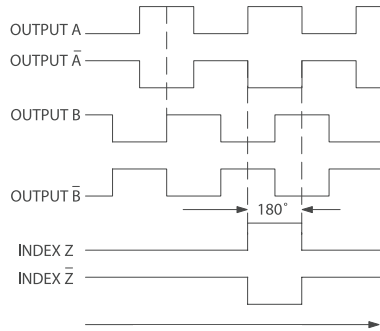 OUTPUT A
OUTPUT A̅
OUTPUT B
OUTPUT B̅
180°
INDEX Z
INDEX Z̅